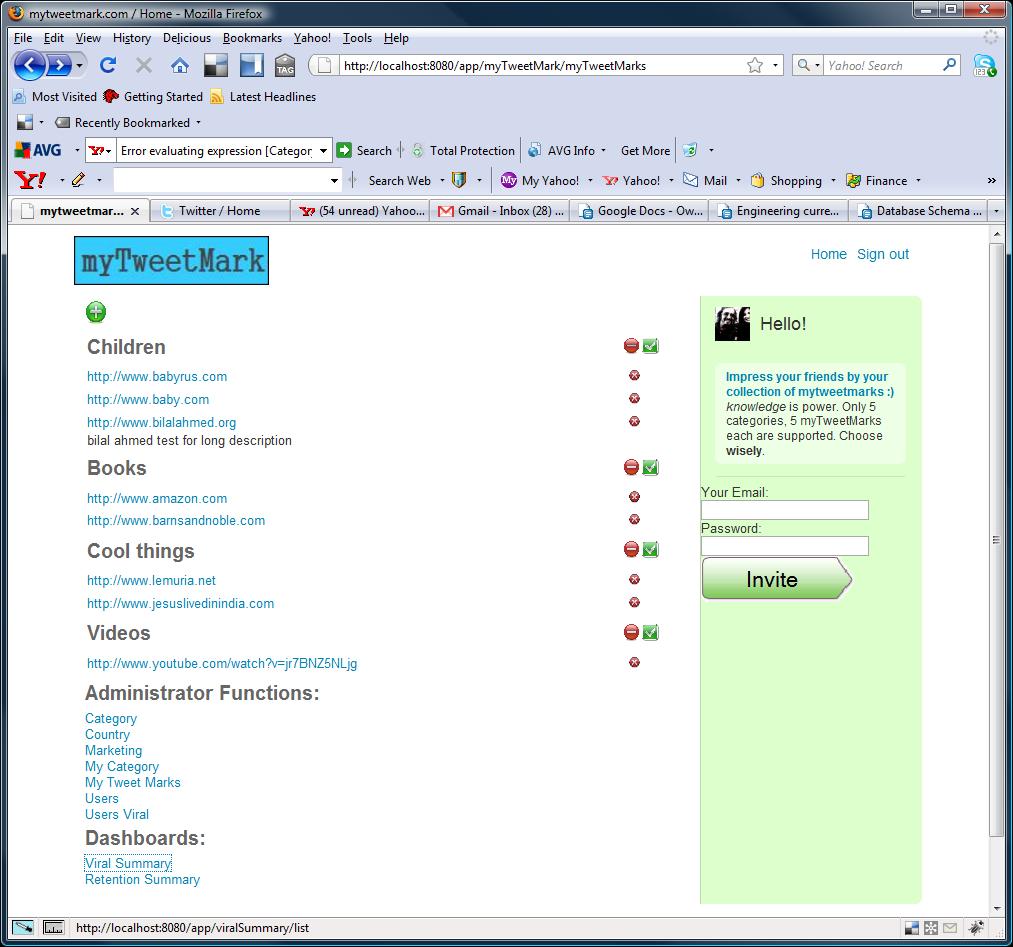 mytweetmark.com / Home - Mozilla Firefox
File Edit View History Delicious Bookmarks Yahoo! Tools Help
TAG http://localhost:8080/app/myTweetMark/myTweetMarks Yahoo! Search 123
Most Visited Getting Started Latest Headlines
Recently Bookmarked
AVG Y! Error evaluating expression [Categor Search Total Protection AVG Info Get More
Y! Search Web My My Yahoo! Y! Yahoo! Mail Shopping Finance »
mytweetmar... Twitter / Home Y! (54 unread) Yahoo... Gmail - Inbox (28) ... Google Docs - Ow... Engineering curre... Database Schema ...
myTweetMark
Home Sign out
Hello!
Children
http://www.babyrus.com
http://www.baby.com
http://www.bilalahmed.org
bilal ahmed test for long description
Books
http://www.amazon.com
http://www.barnsandnoble.com
Cool things
http://www.lemuria.net
http://www.jesuslivedinindia.com
Videos
http://www.youtube.com/watch?v=jr7BNZ5NLjg
Administrator Functions:
Category
Country
Marketing
My Category
My Tweet Marks
Users
Users Viral
Dashboards:
Viral Summary
Retention Summary
Impress your friends by your
collection of mytweetmarks :)
knowledge is power. Only 5
categories, 5 myTweetMarks
each are supported. Choose
wisely.
Your Email:
Password:
Invite
http://localhost:8080/app/viralSummary/list